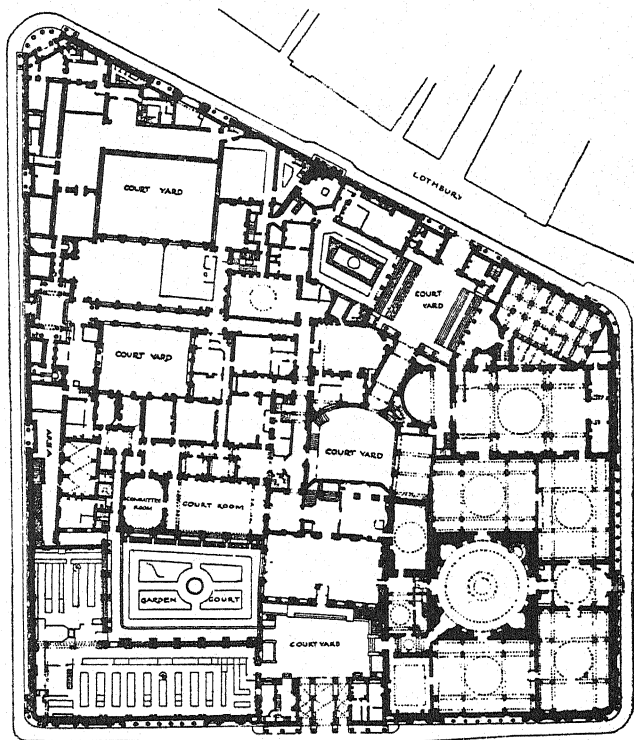 LOTHBURY
COURT YARD
COURT
YARD
COURT YARD
COURT YARD
AREA
COMMITTEE
ROOM
COURT ROOM
GARDEN COURT
COURT YARD